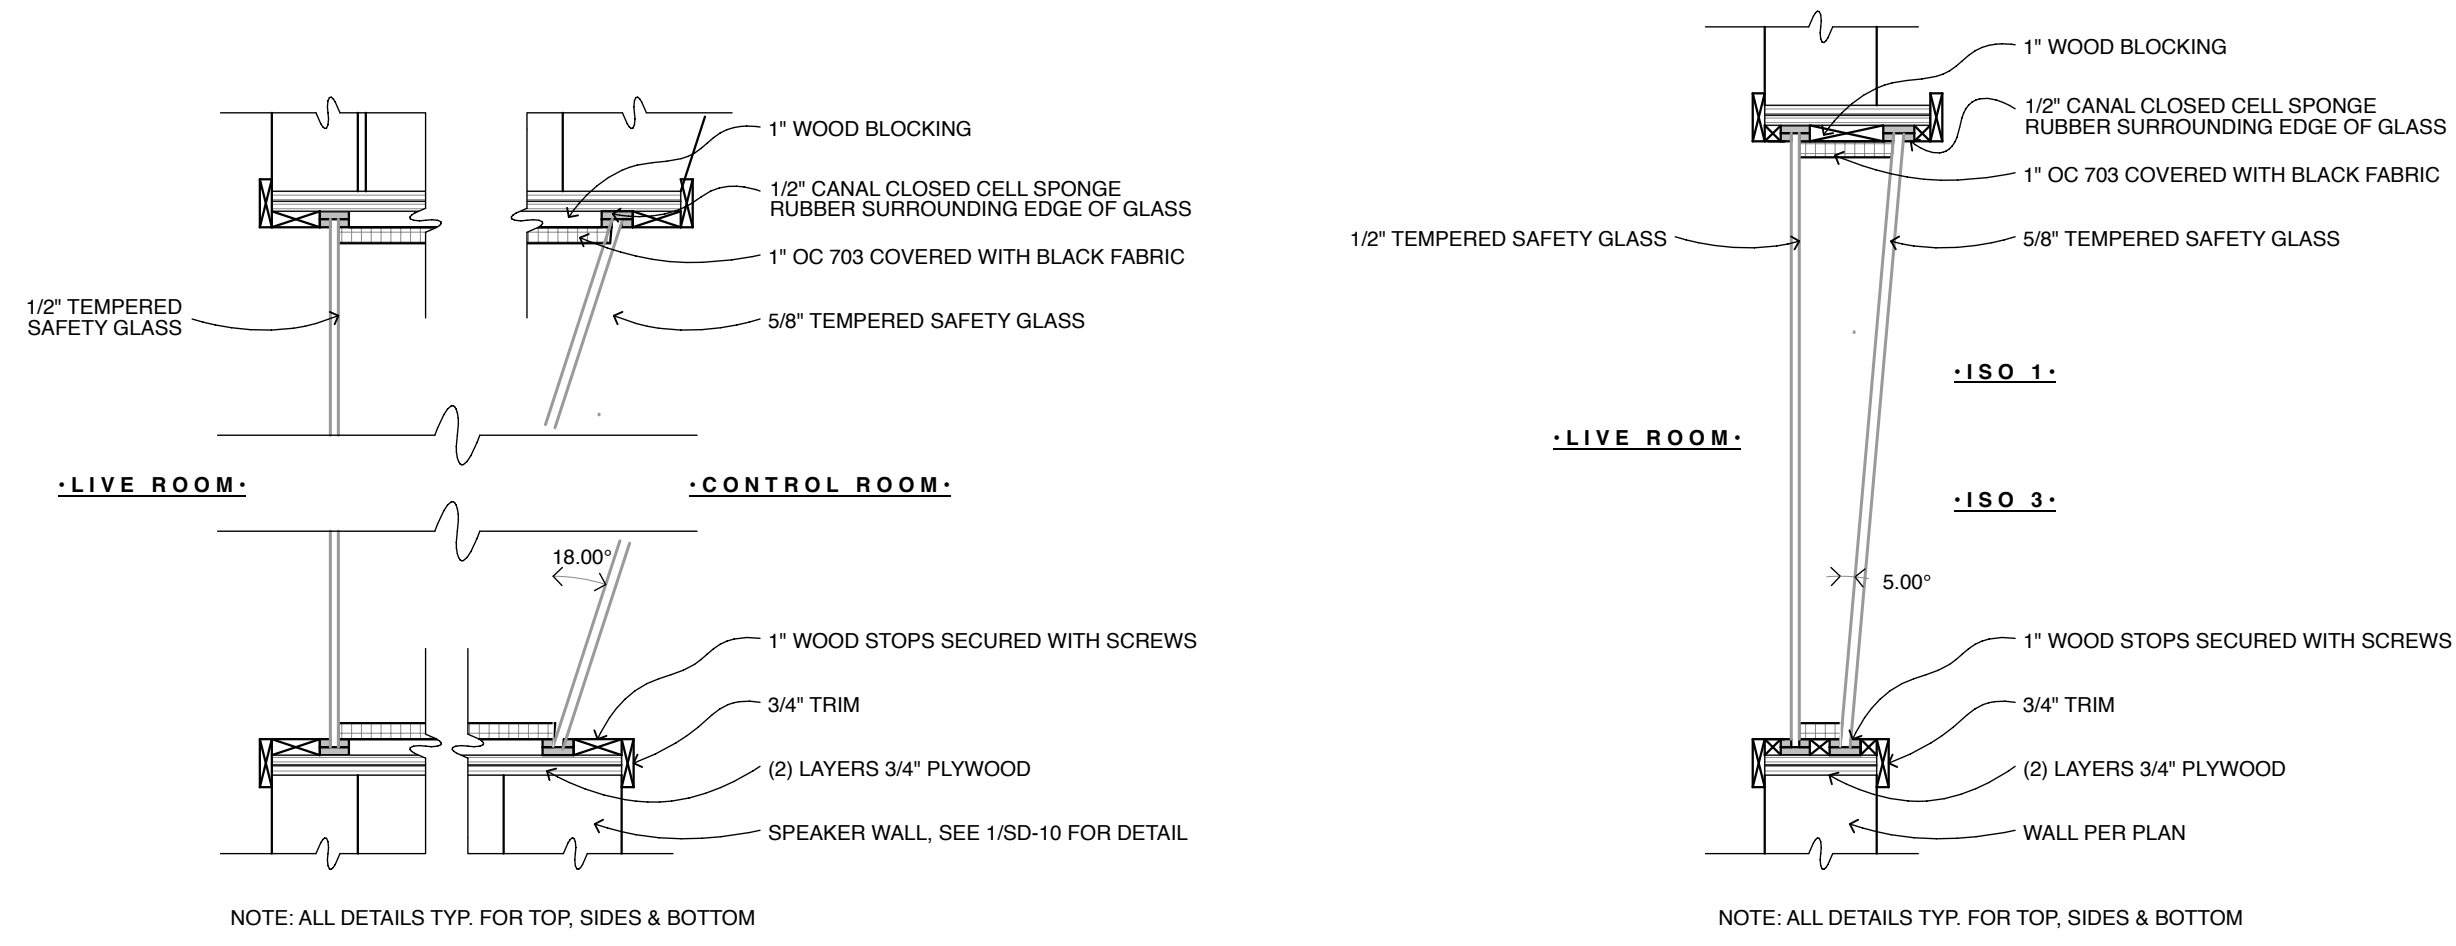 1" WOOD BLOCKING
1/2" CANAL CLOSED CELL SPONGE
RUBBER SURROUNDING EDGE OF GLASS
1" OC 703 COVERED WITH BLACK FABRIC
1/2" TEMPERED
SAFETY GLASS
5/8" TEMPERED SAFETY GLASS
•LIVE ROOM•
•CONTROL ROOM•
18.00°
1" WOOD STOPS SECURED WITH SCREWS
3/4" TRIM
(2) LAYERS 3/4" PLYWOOD
SPEAKER WALL, SEE 1/SD-10 FOR DETAIL
NOTE: ALL DETAILS TYP. FOR TOP, SIDES & BOTTOM
1" WOOD BLOCKING
1/2" CANAL CLOSED CELL SPONGE
RUBBER SURROUNDING EDGE OF GLASS
1" OC 703 COVERED WITH BLACK FABRIC
1/2" TEMPERED SAFETY GLASS
5/8" TEMPERED SAFETY GLASS
•ISO 1•
•LIVE ROOM•
•ISO 3•
5.00°
1" WOOD STOPS SECURED WITH SCREWS
3/4" TRIM
(2) LAYERS 3/4" PLYWOOD
WALL PER PLAN
NOTE: ALL DETAILS TYP. FOR TOP, SIDES & BOTTOM